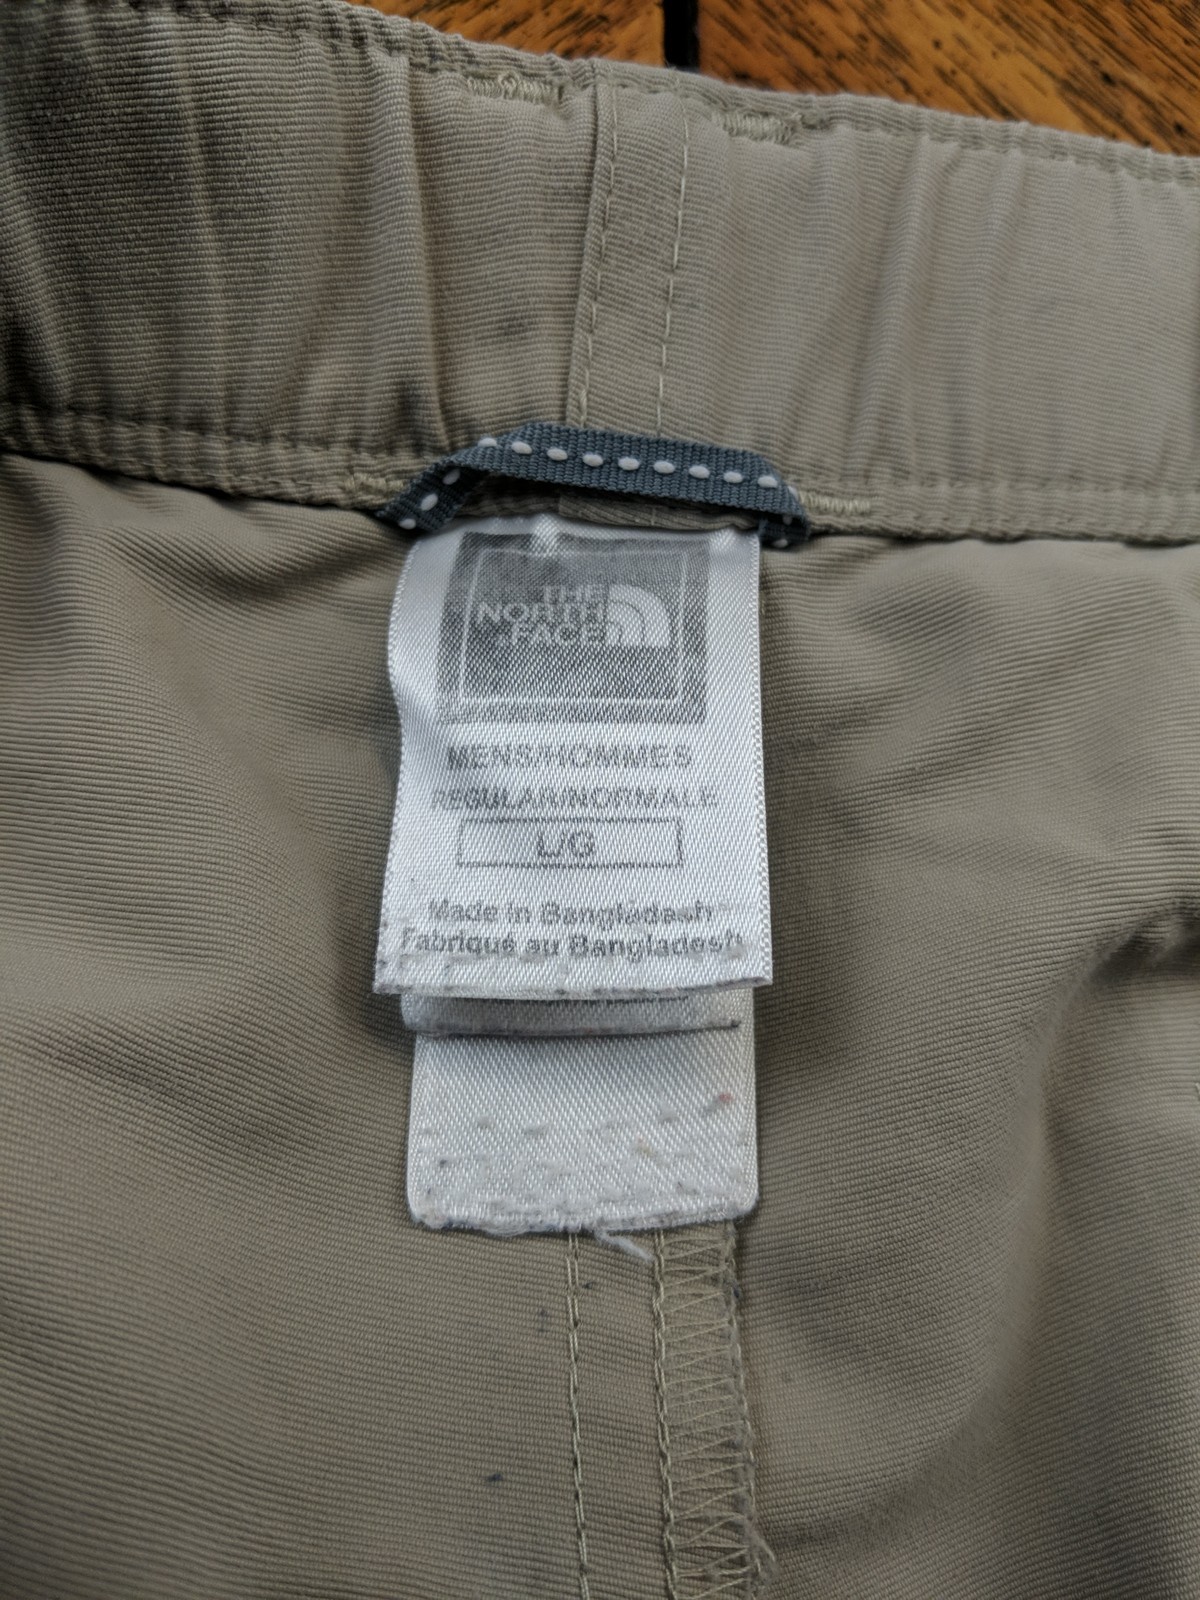 THE
NORTH
FACE
MENS/HOMMES
REGULAR/NORMALE
L/G
Made in Bangladesh
Fabriqué au Bangladesh